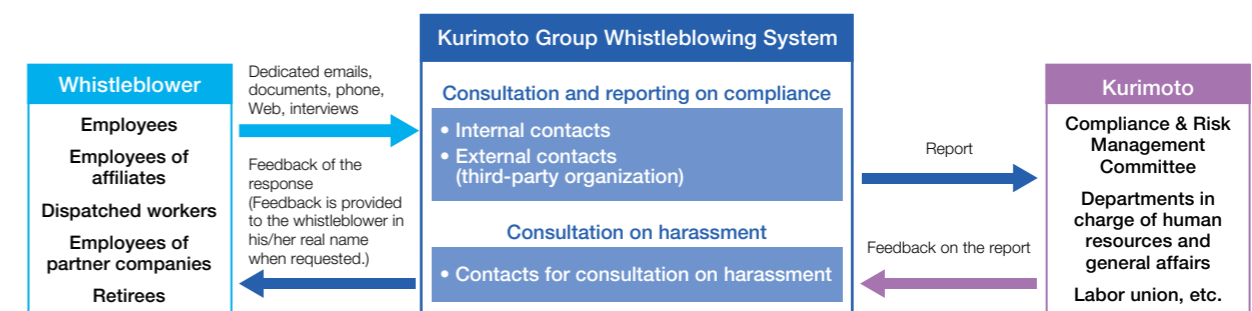 Kurimoto Group Whistleblowing System
Whistleblower
Employees
Employees of
affiliates
Dispatched workers
Employees of
partner companies
Retirees
Dedicated emails,
documents, phone,
Web, interviews
Feedback of the
response
(Feedback is provided
to the whistleblower in
his/her real name
when requested.)
Consultation and reporting on compliance
• Internal contacts
• External contacts
(third-party organization)
Consultation on harassment
• Contacts for consultation on harassment
Report
Feedback on the report
Kurimoto
Compliance & Risk
Management
Committee
Departments in
charge of human
resources and
general affairs
Labor union, etc.